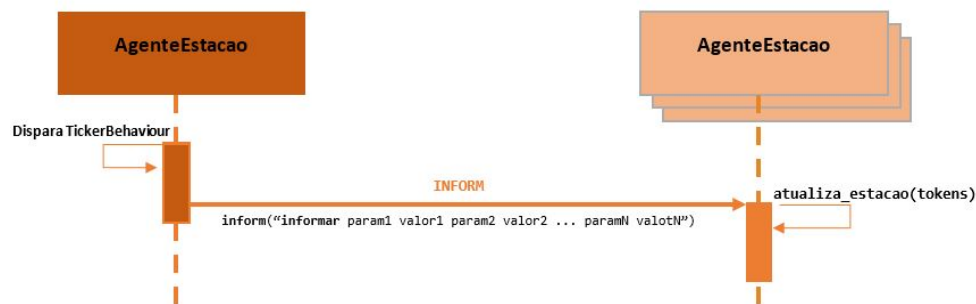 AgenteEstacao
AgenteEstacao
Dispara TickerBehaviour
INFORM
atualiza_estacao(tokens)
inform(“informar param1 valor1 param2 valor2 ... paramN valotN”)